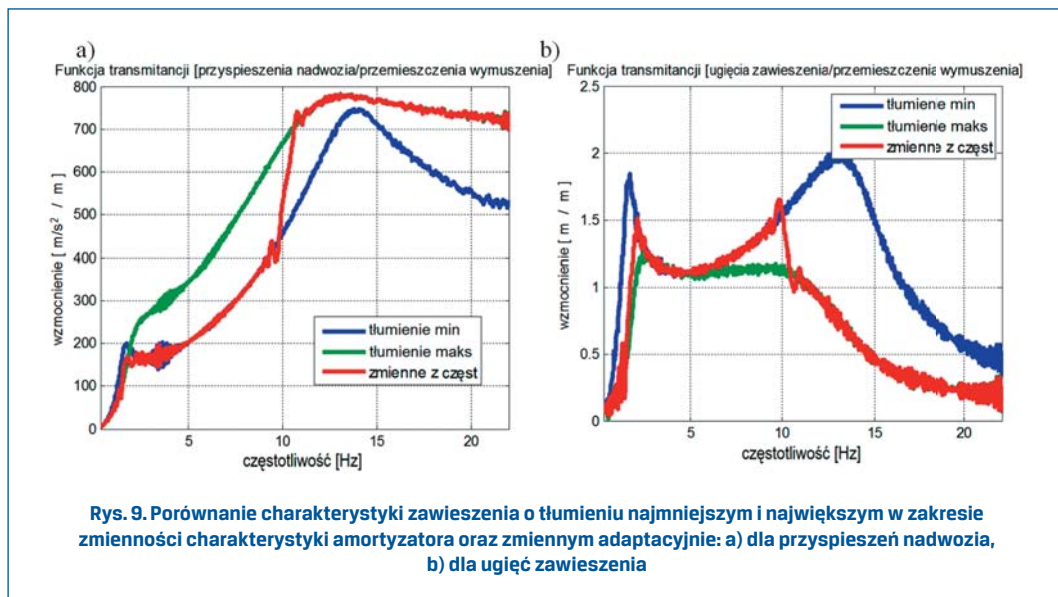 a)
Funkcja transmitancji [przyspieszenia nadwozia/przemieszczenia wymuszenia]
800
700
600
500
400
300
200
100
0
5
10
15
20
wzmocnienie [ m/s² / m ]
częstotliwość [Hz]
tłumienie min
tłumienie maks
zmienne z częst
b)
Funkcja transmitancji [ugięcia zawieszenia/przemieszczenia wymuszenia]
2.5
2
1.5
1
0.5
0
5
10
15
20
wzmocnienie [ m / m ]
częstotliwość [Hz]
tłumiene min
tłumienie maks
zmienne z częst
Rys. 9. Porównanie charakterystyki zawieszenia o tłumieniu najmniejszym i największym w zakresie
zmienności charakterystyki amortyzatora oraz zmiennym adaptacyjnie: a) dla przyspieszeń nadwozia,
b) dla ugięć zawieszenia